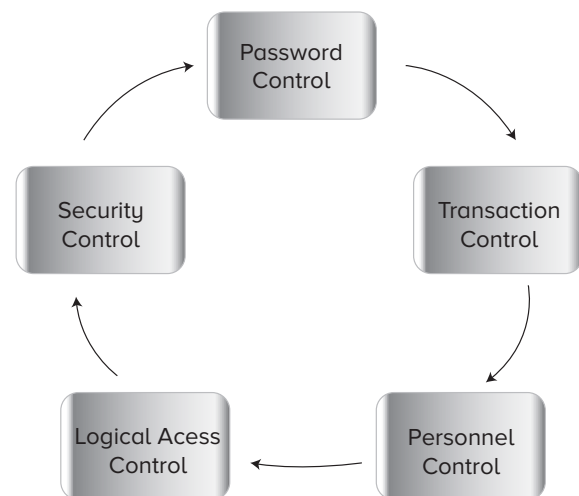 Password
Control
Transaction
Control
Personnel
Control
Logical Acess
Control
Security
Control